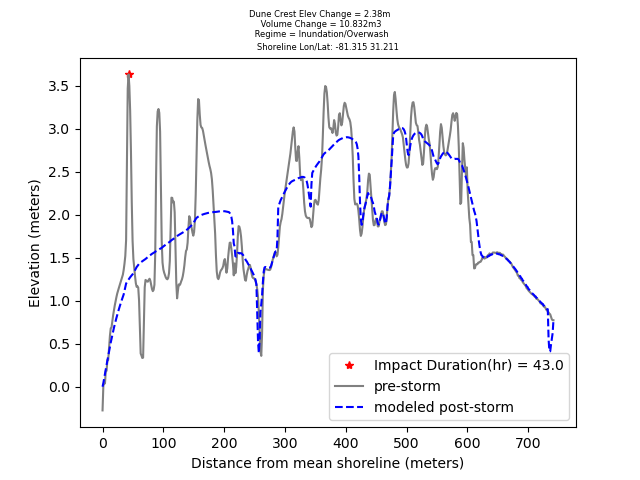 Dune Crest Elev Change = 2.38m
Volume Change = 10.832m3
Regime = Inundation/Overwash
Shoreline Lon/Lat: -81.315 31.211
3.5
3.0
2.5
2.0
1.5
1.0
0.5
0.0
Elevation (meters)
Impact Duration(hr) = 43.0
pre-storm
modeled post-storm
0 100 200 300 400 500 600 700
Distance from mean shoreline (meters)